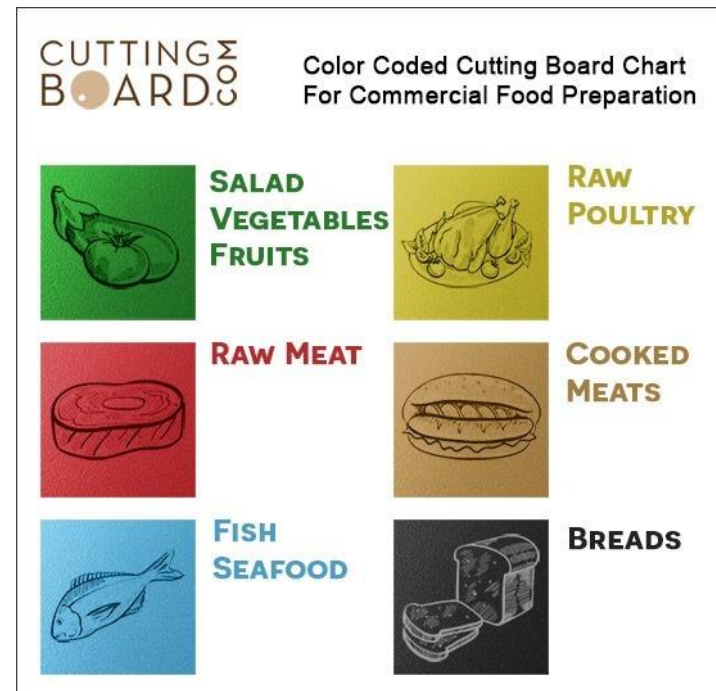 CUTTING
BOARD.COM
Color Coded Cutting Board Chart
For Commercial Food Preparation
SALAD
VEGETABLES
FRUITS
RAW
POULTRY
RAW MEAT
COOKED
MEATS
FISH
SEAFOOD
BREADS